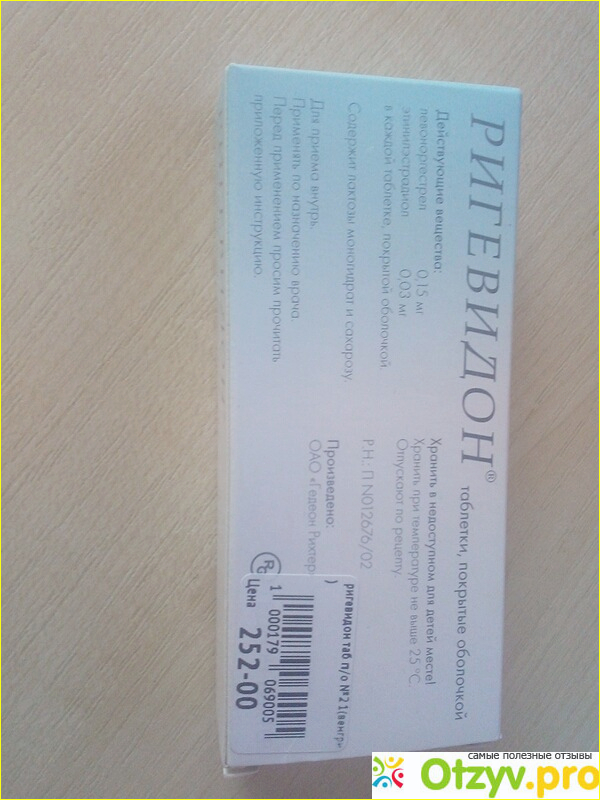 РИГЕВИДОН® таблетки, покрытые оболочкой
Действующие вещества:
левоноргестрел 0,15 мг
этинилэстрадиол 0,03 мг
в каждой таблетке, покрытой оболочкой.
Содержит лактозы моногидрат и сахарозу.
Для приема внутрь.
Применять по назначению врача.
Перед применением просим прочитать
приложенную инструкцию.
Хранить в недоступном для детей месте!
Хранить при температуре не выше 25 °C.
Отпускают по рецепту
Р.Н.: П N012676/02
Произведено:
ОАО «Гедеон Рихтер
ригевидон таб п/о №21(венгри
)
1 000179 069005
Цена 252-00
самые полезные отзывы
Otzyv.pro